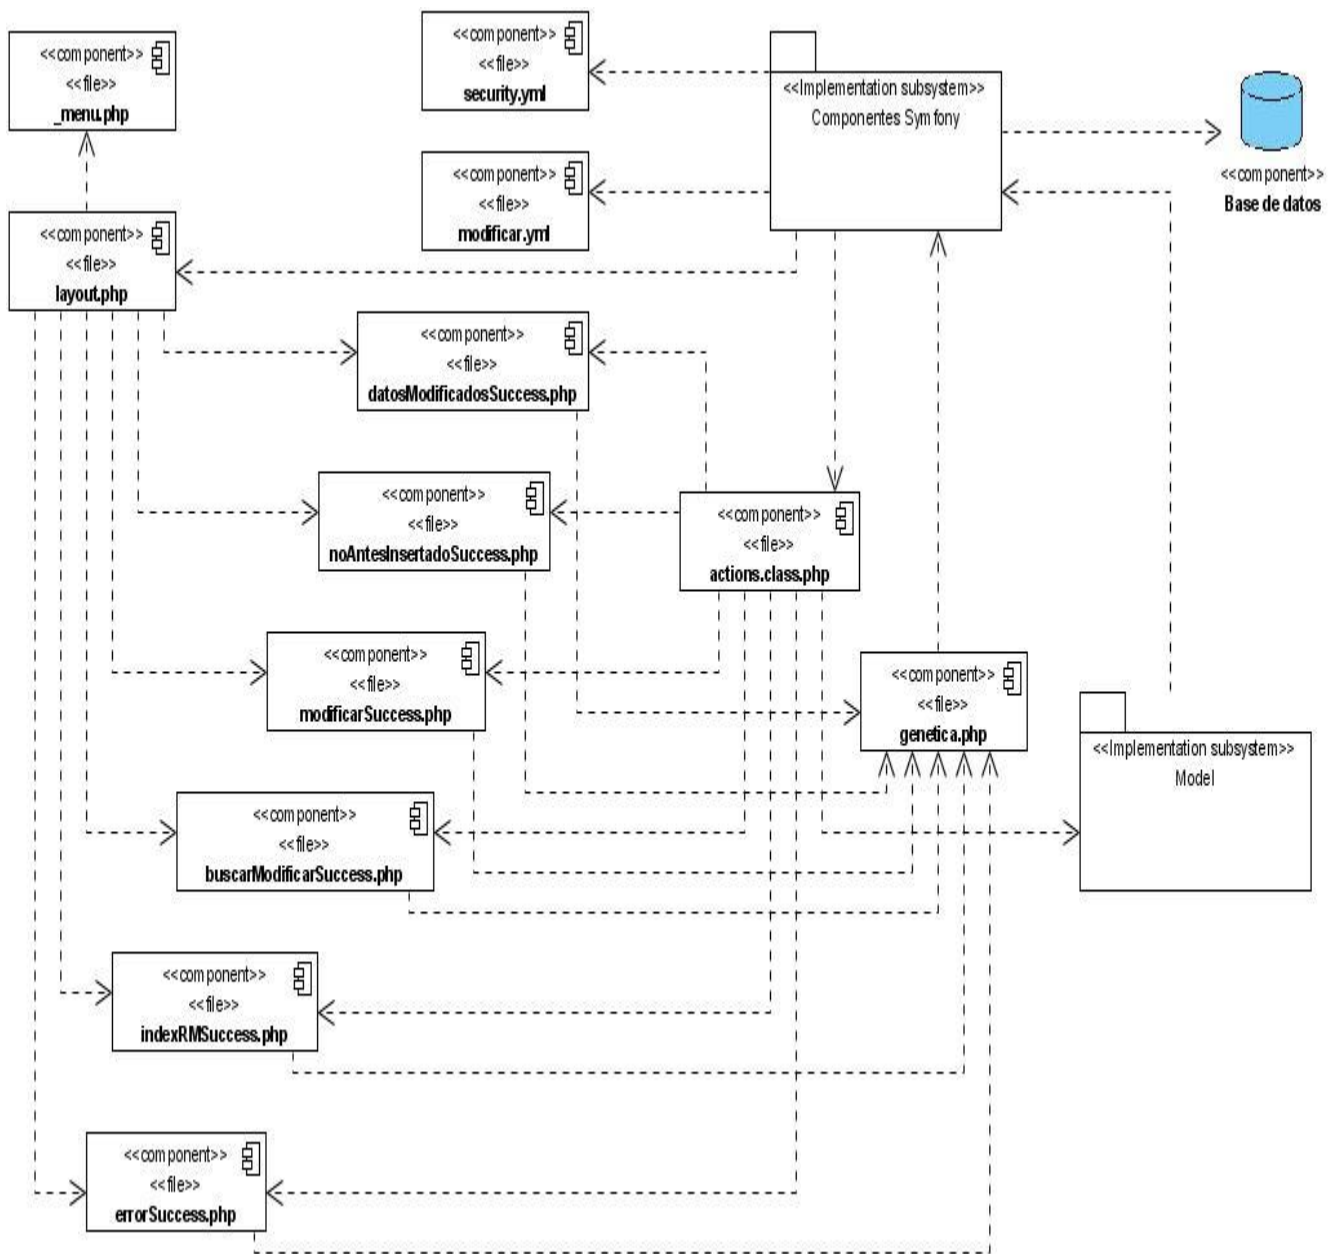 <<component>>
<<file>>
_menu.php
<<component>>
<<file>>
security.yml
<<Implementation subsystem>>
Componentes Symfony
<<component>>
Base de datos
<<component>>
<<file>>
modificar.yml
<<component>>
<<file>>
layout.php
<<component>>
<<file>>
datosModificadosSuccess.php
<<component>>
<<file>>
noAntesInsertadoSuccess.php
<<component>>
<<file>>
actions.class.php
<<component>>
<<file>>
modificarSuccess.php
<<component>>
<<file>>
genetica.php
<<Implementation subsystem>>
Model
<<component>>
<<file>>
buscarModificarSuccess.php
<<component>>
<<file>>
indexRMSuccess.php
<<component>>
<<file>>
errorSuccess.php